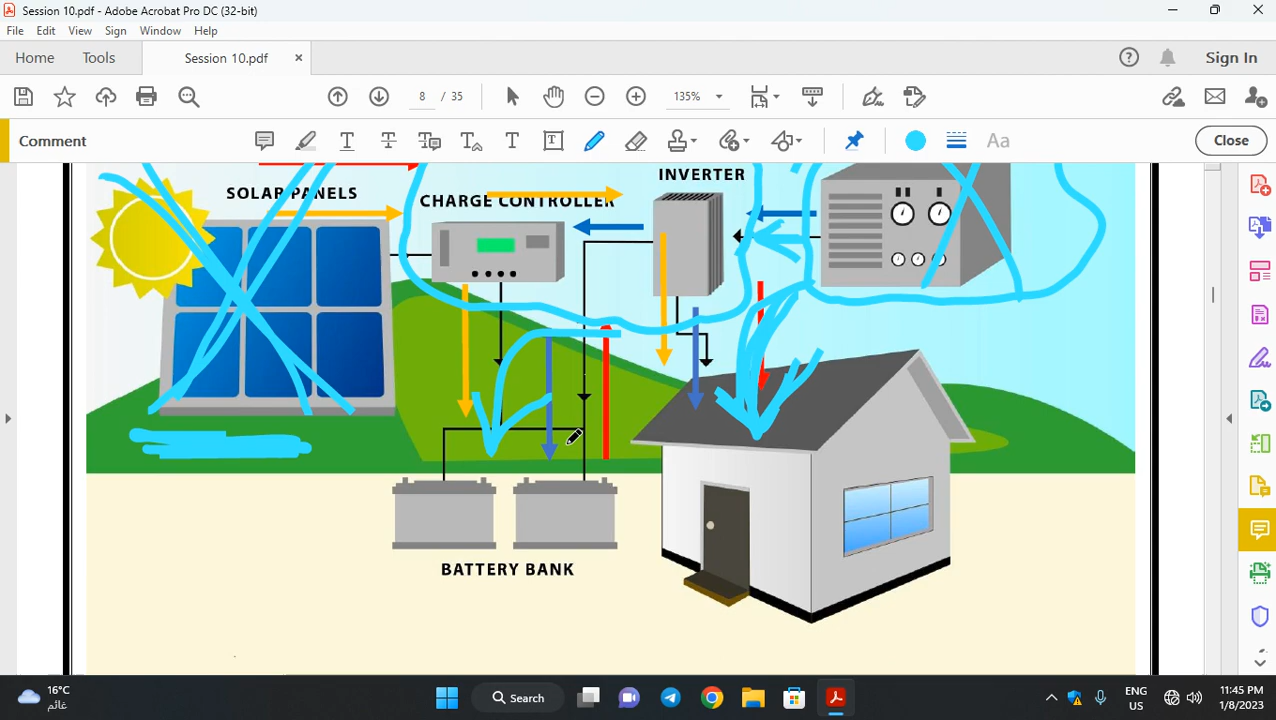 Session 10.pdf - Adobe Acrobat Pro DC (32-bit)
File Edit View Sign Window Help
Home Tools Session 10.pdf × Sign In
8 / 35 135%
Comment Aa Close
INVERTER
SOLAR PANELS
CHARGE CONTROLLER
BATTERY BANK
16°C
غائم
Search
ENG
US
11:45 PM
1/8/2023